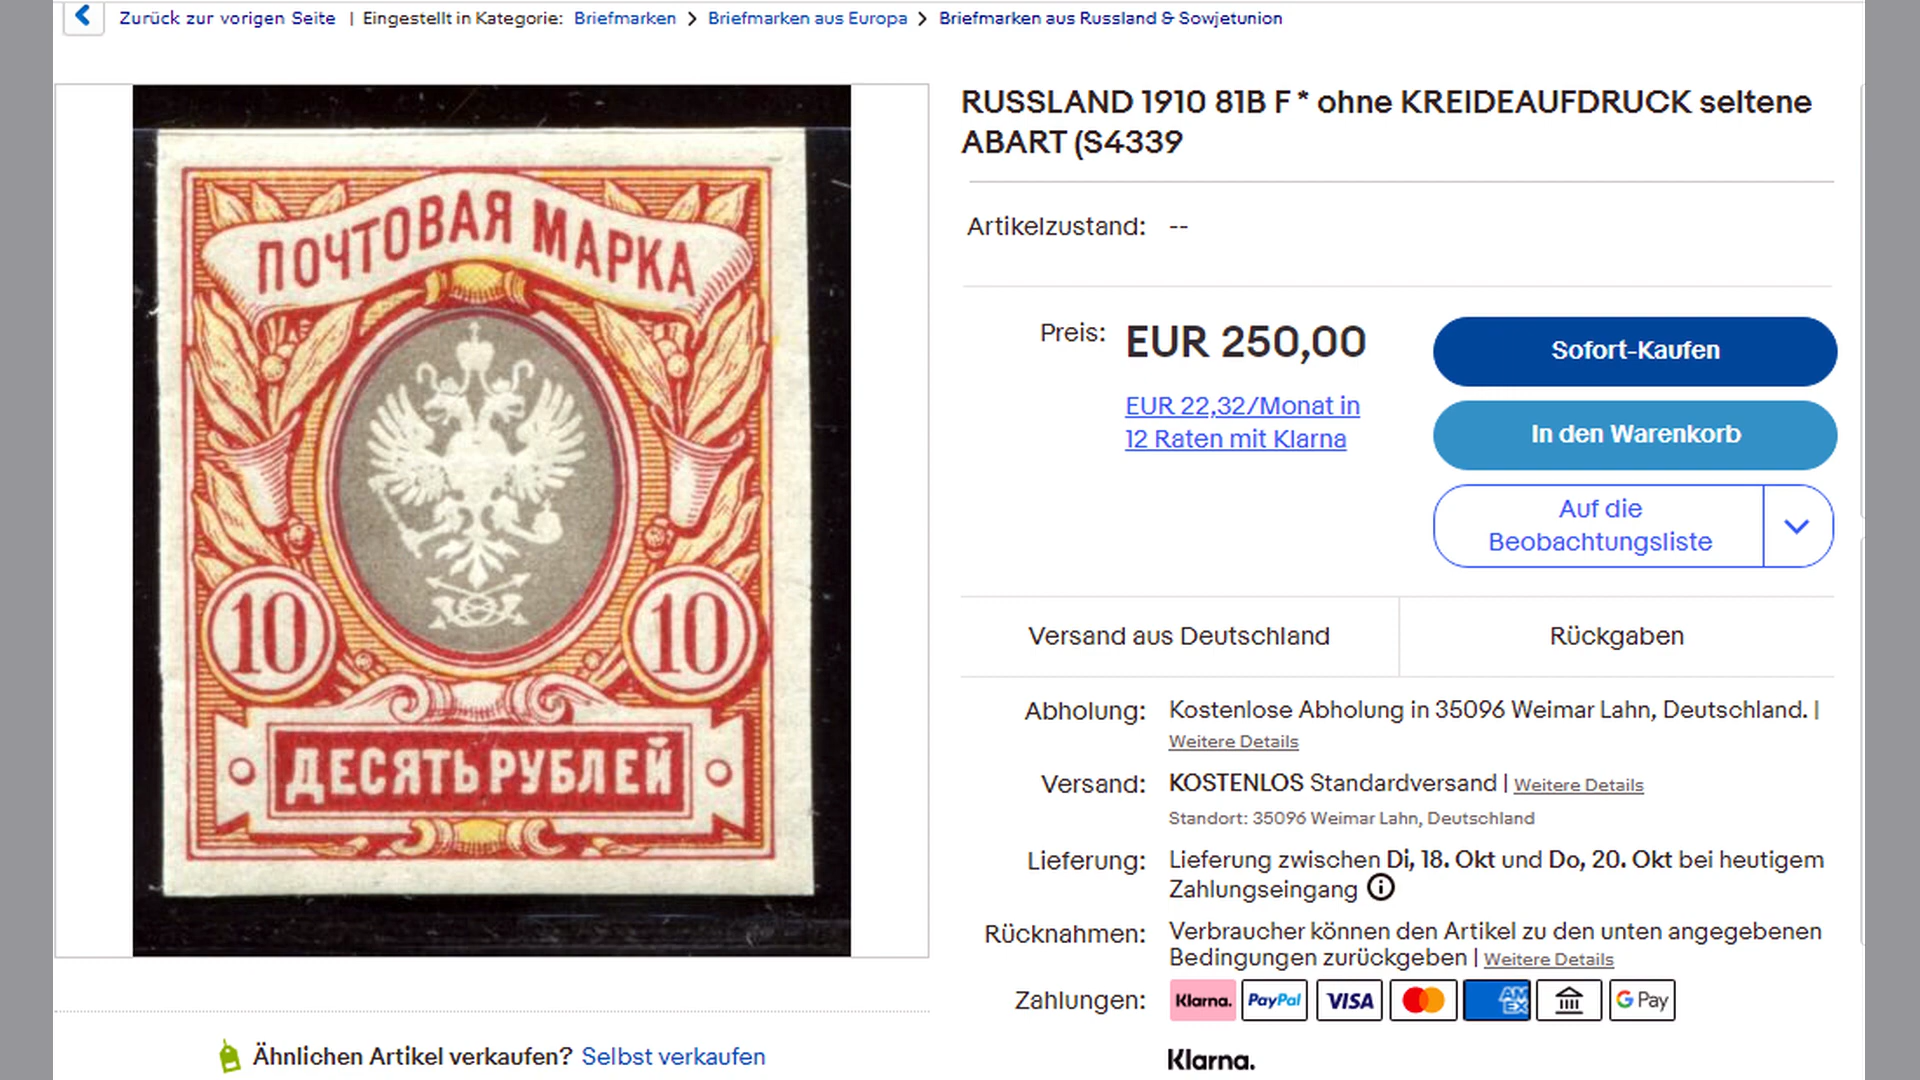 Zurück zur vorigen Seite | Eingestellt in Kategorie: Briefmarken > Briefmarken aus Europa > Briefmarken aus Russland & Sowjetunion
ПОЧТОВАЯ МАРКА
10 10
ДЕСЯТЬ РУБЛЕЙ
RUSSLAND 1910 81B F * ohne KREIDEAUFDRUCK seltene
ABART (S4339
Artikelzustand: --
Preis: EUR 250,00
EUR 22,32/Monat in
12 Raten mit Klarna
Sofort-Kaufen
In den Warenkorb
Auf die
Beobachtungsliste
Versand aus Deutschland
Rückgaben
Abholung: Kostenlose Abholung in 35096 Weimar Lahn, Deutschland. |
Weitere Details
Versand: KOSTENLOS Standardversand | Weitere Details
Standort: 35096 Weimar Lahn, Deutschland
Lieferung: Lieferung zwischen Di, 18. Okt und Do, 20. Okt bei heutigem
Zahlungseingang
Rücknahmen: Verbraucher können den Artikel zu den unten angegebenen
Bedingungen zurückgeben | Weitere Details
Zahlungen: Klarna. PayPal VISA AMEX G Pay
Klarna.
Ähnlichen Artikel verkaufen? Selbst verkaufen